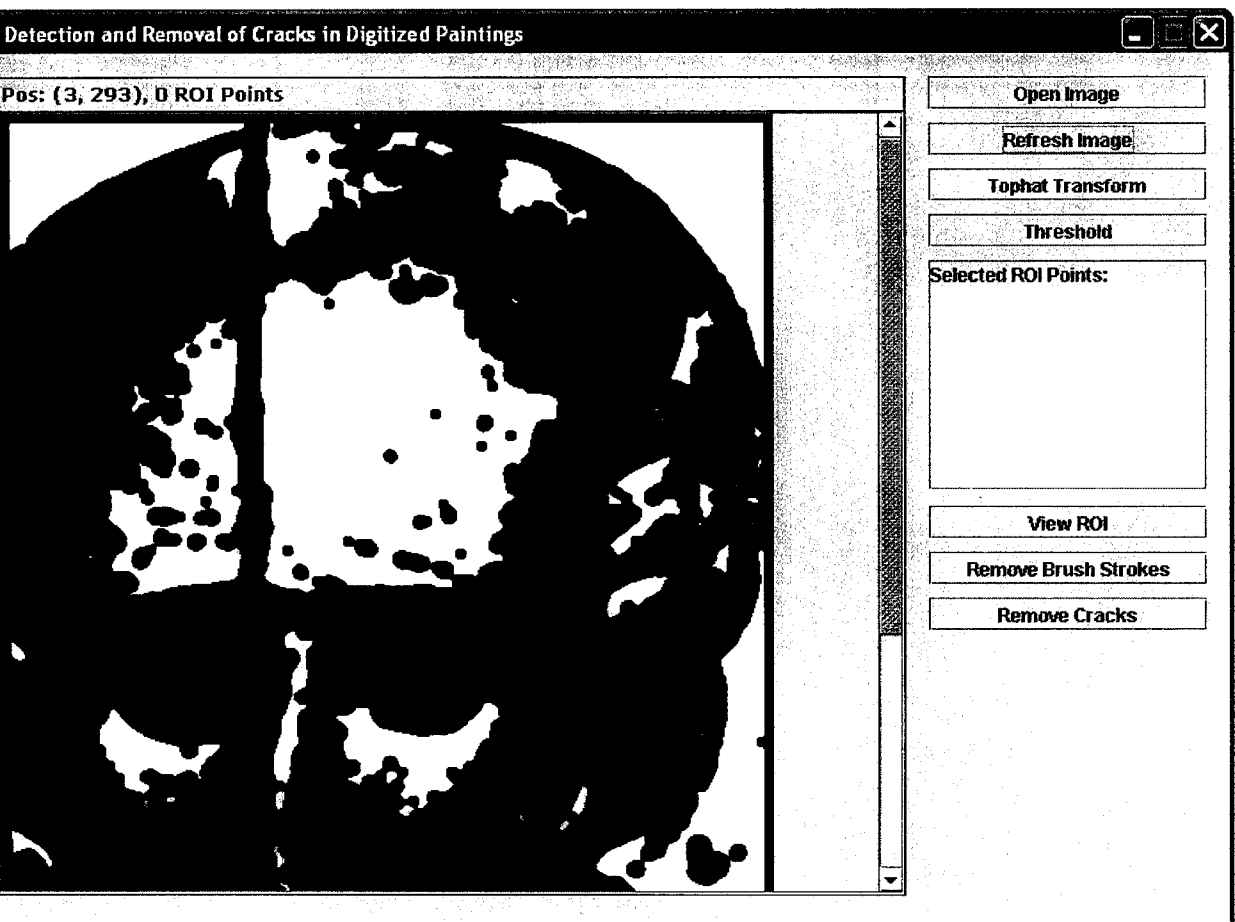 Detection and Removal of Cracks in Digitized Paintings
Pos: (3, 293), 0 ROI Points
Open Image
Refresh Image
Tophat Transform
Threshold
Selected ROI Points:
View ROI
Remove Brush Strokes
Remove Cracks